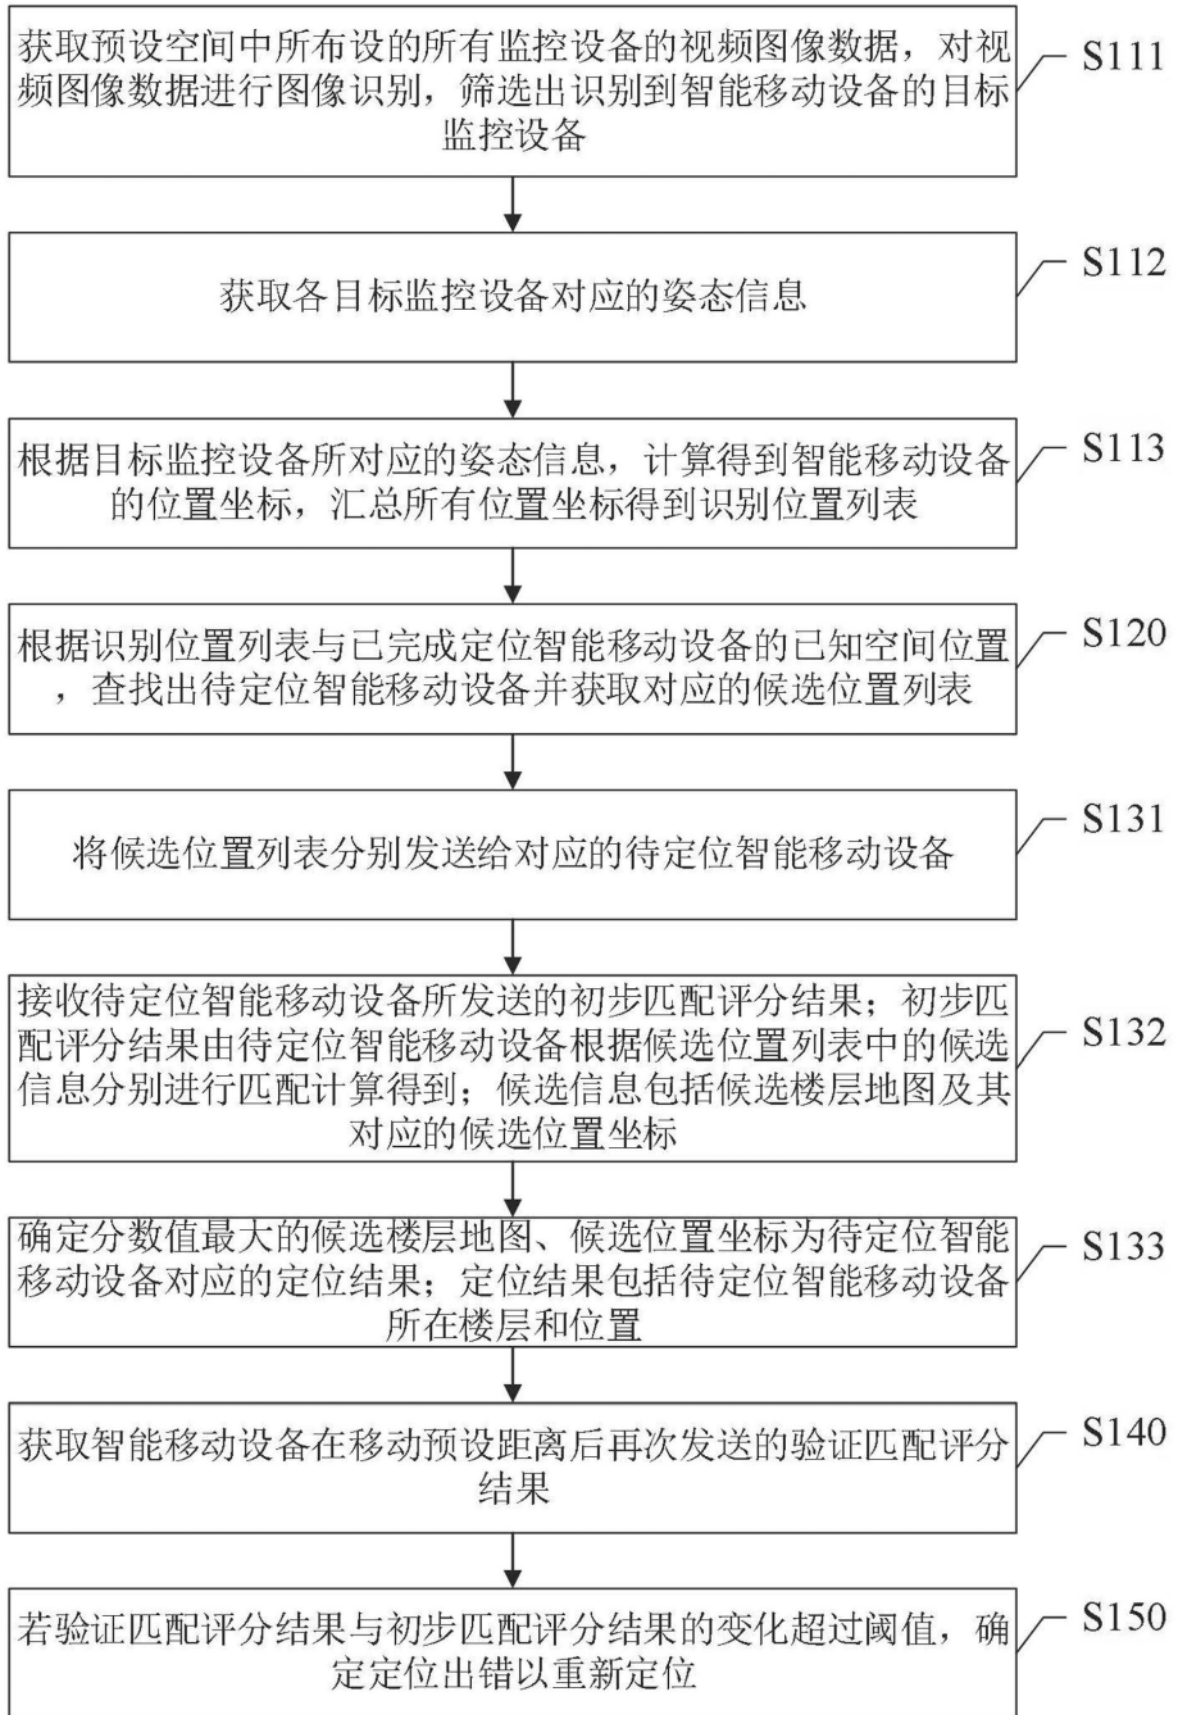 获取预设空间中所布设的所有监控设备的视频图像数据，对视
频图像数据进行图像识别，筛选出识别到智能移动设备的目标
监控设备
S111
获取各目标监控设备对应的姿态信息
S112
根据目标监控设备所对应的姿态信息，计算得到智能移动设备
的位置坐标，汇总所有位置坐标得到识别位置列表
S113
根据识别位置列表与已完成定位智能移动设备的已知空间位置
，查找出待定位智能移动设备并获取对应的候选位置列表
S120
将候选位置列表分别发送给对应的待定位智能移动设备
S131
接收待定位智能移动设备所发送的初步匹配评分结果；初步匹
配评分结果由待定位智能移动设备根据候选位置列表中的候选
信息分别进行匹配计算得到；候选信息包括候选楼层地图及其
对应的候选位置坐标
S132
确定分数值最大的候选楼层地图、候选位置坐标为待定位智能
移动设备对应的定位结果；定位结果包括待定位智能移动设备
所在楼层和位置
S133
获取智能移动设备在移动预设距离后再次发送的验证匹配评分
结果
S140
若验证匹配评分结果与初步匹配评分结果的变化超过阈值，确
定定位出错以重新定位
S150